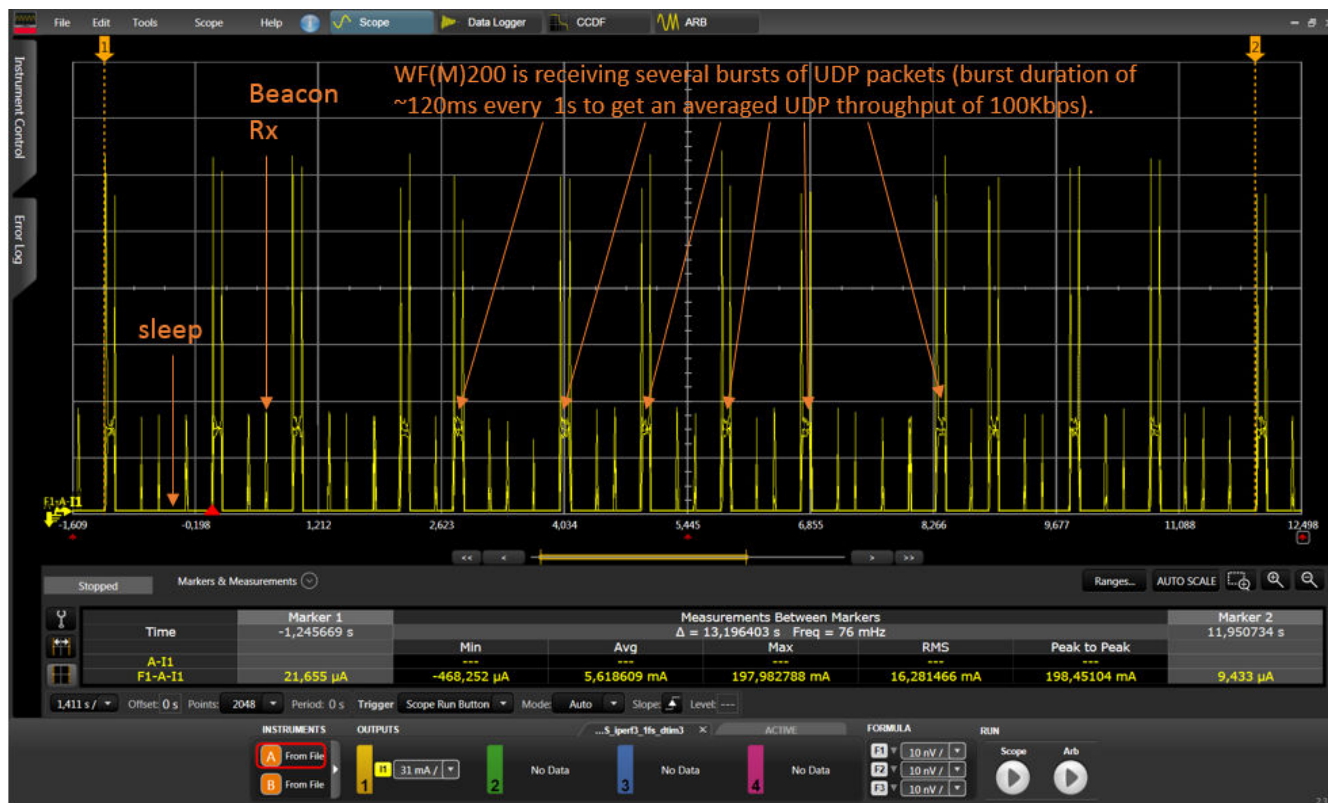 File Edit Tools Scope Help Scope Data Logger CCDF ARB
1 2
Instrument Control
Error Log
WF(M)200 is receiving several bursts of UDP packets (burst duration of
~120ms every 1s to get an averaged UDP throughput of 100Kbps).
Beacon
Rx
sleep
F1-A-I1
-1,609 -0,198 1,212 2,623 4,034 5,445 6,855 8,266 9,677 11,088 12,498
<< < > >>
Stopped Markers & Measurements Ranges... AUTO SCALE
Marker 1 Measurements Between Markers Marker 2
Time -1,245669 s Δ = 13,196403 s Freq = 76 mHz 11,950734 s
Min Avg Max RMS Peak to Peak
A-I1 --- --- --- --- ---
F1-A-I1 21,655 µA -468,252 µA 5,618609 mA 197,982788 mA 16,281466 mA 198,45104 mA 9,433 µA
1,411 s / Offset: 0 s Points: 2048 Period: 0 s Trigger Scope Run Button Mode: Auto Slope: Level: ---
INSTRUMENTS OUTPUTS ...S_iperf3_1fs_dtim3 X ACTIVE FORMULA RUN
A From File 1 I1 31 mA / 2 No Data 3 No Data 4 No Data F1 10 nV / Scope Arb
F2 10 nV /
B From File F3 10 nV /